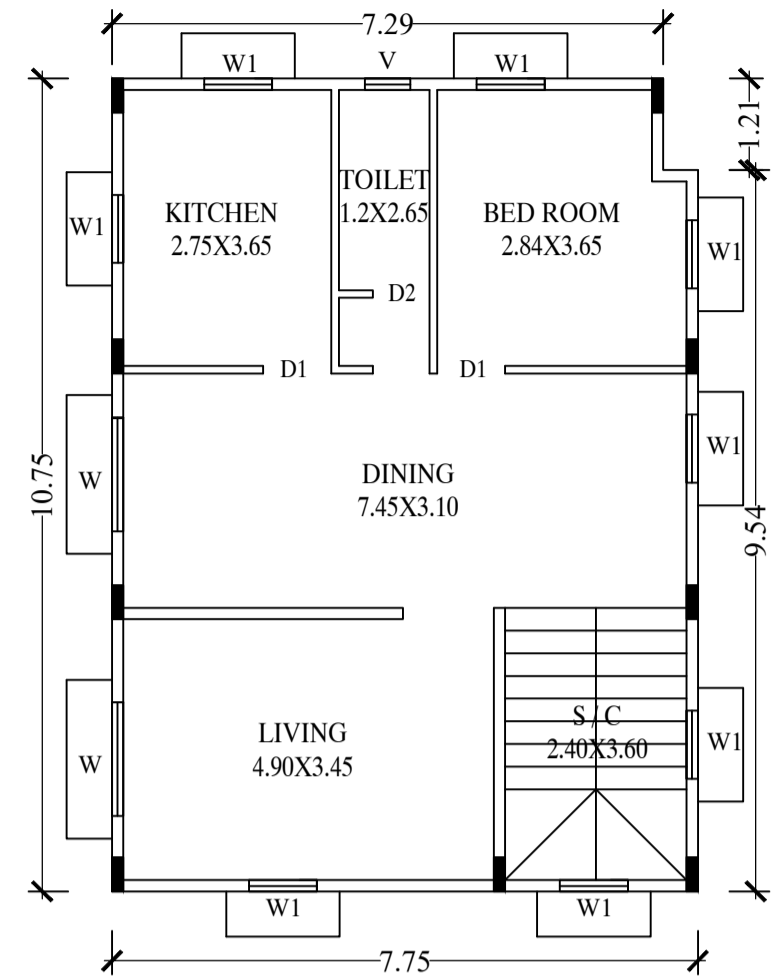 7.29
W1
V
W1
1.21
TOILET
1.2X2.65
KITCHEN
2.75X3.65
BED ROOM
2.84X3.65
W1
W1
D2
D1
D1
W1
DINING
7.45X3.10
W
10.75
9.54
S / C
2.40X3.60
LIVING
4.90X3.45
W1
W
W1
W1
7.75